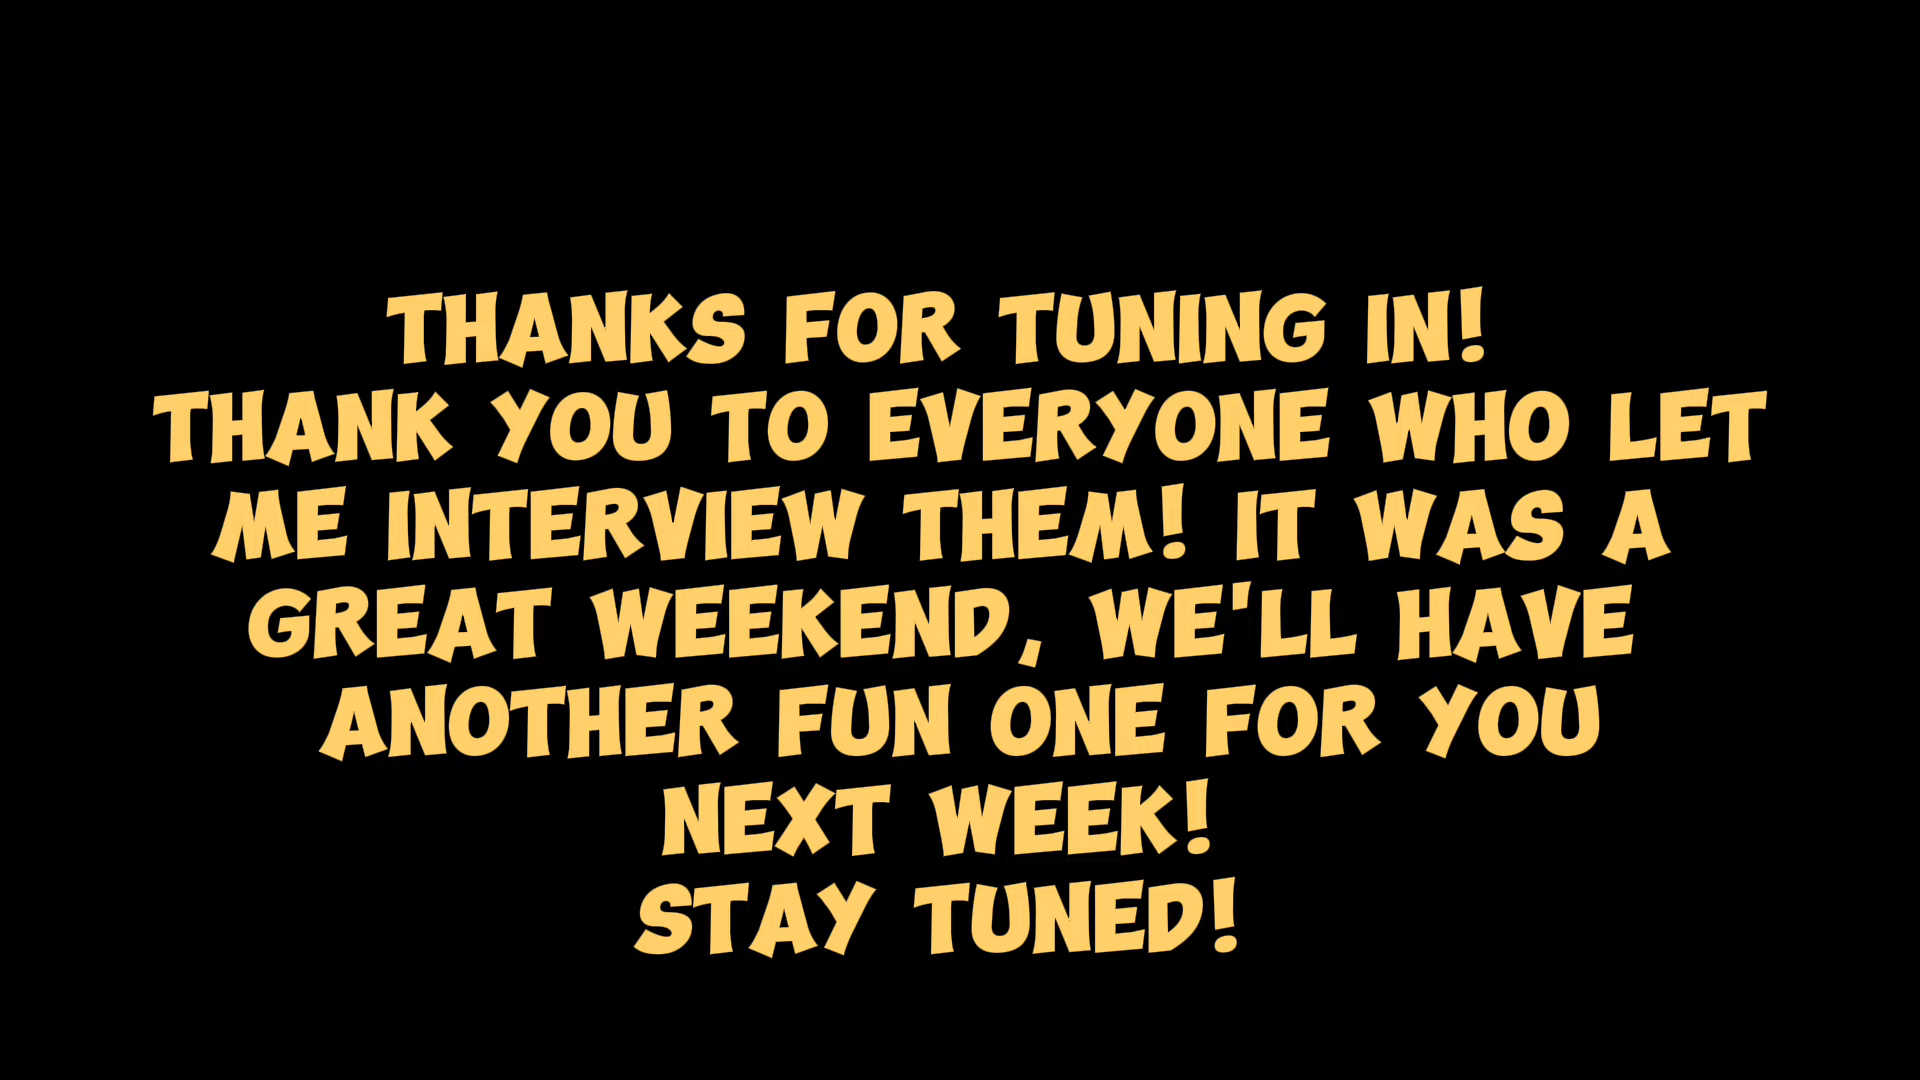 THANKS FOR TUNING IN!
THANK YOU TO EVERYONE WHO LET
ME INTERVIEW THEM! IT WAS A
GREAT WEEKEND, WE'LL HAVE
ANOTHER FUN ONE FOR YOU
NEXT WEEK!
STAY TUNED!